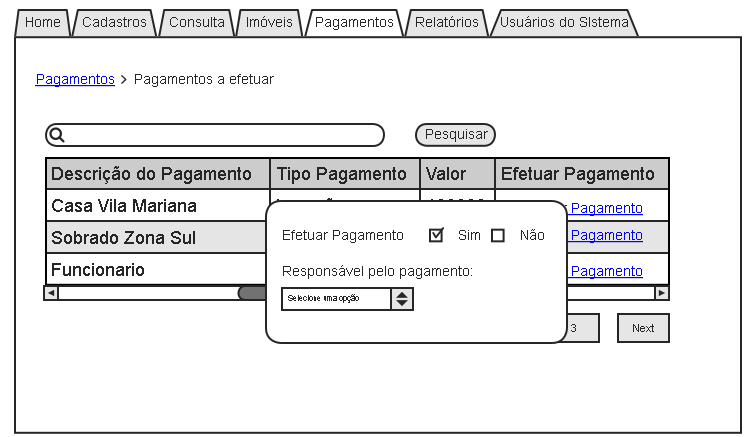 Home Cadastros Consulta Imóveis Pagamentos Relatórios Usuários do SIstema
Pagamentos > Pagamentos a efetuar
Pesquisar
Descrição do Pagamento Tipo Pagamento Valor Efetuar Pagamento
Casa Vila Mariana Pagamento
Sobrado Zona Sul Pagamento
Funcionario Pagamento
Efetuar Pagamento Sim Não
Responsável pelo pagamento:
Selecione uma opção
3 Next